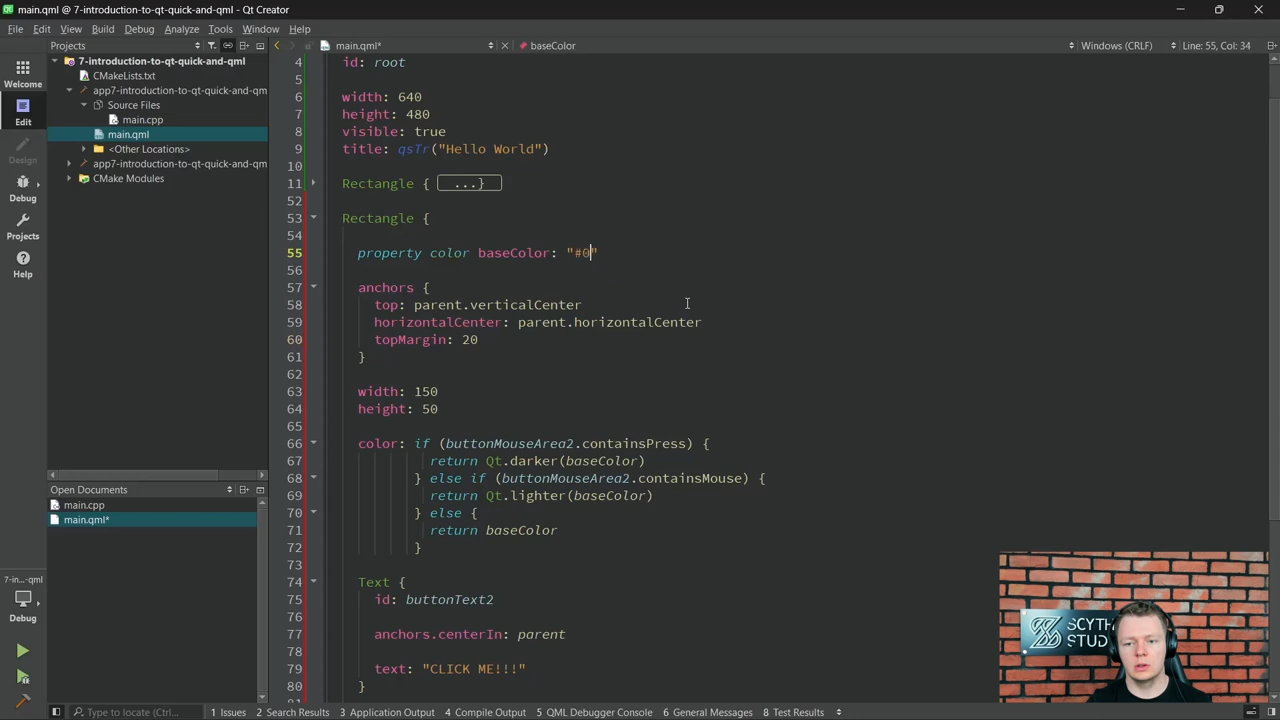 main.qml @ 7-introduction-to-qt-quick-and-qml - Qt Creator
File Edit View Build Debug Analyze Tools Window Help
Projects
main.qml*
baseColor
Windows (CRLF)
Line: 55, Col: 34
Welcome
Edit
Design
Debug
Projects
Help
7-introduction-to-qt-quick-and-qml
CMakeLists.txt
app7-introduction-to-qt-quick-and-qm
Source Files
main.cpp
main.qml
<Other Locations>
app7-introduction-to-qt-quick-and-qm
CMake Modules
Open Documents
main.cpp
main.qml*
7-in...-qml
Debug
4 id: root
5
6 width: 640
7 height: 480
8 visible: true
9 title: qsTr("Hello World")
10
11 Rectangle { ...}
52
53 Rectangle {
54
55 property color baseColor: "#0"
56
57 anchors {
58 top: parent.verticalCenter
59 horizontalCenter: parent.horizontalCenter
60 topMargin: 20
61 }
62
63 width: 150
64 height: 50
65
66 color: if (buttonMouseArea2.containsPress) {
67 return Qt.darker(baseColor)
68 } else if (buttonMouseArea2.containsMouse) {
69 return Qt.lighter(baseColor)
70 } else {
71 return baseColor
72 }
73
74 Text {
75 id: buttonText2
76
77 anchors.centerIn: parent
78
79 text: "CLICK ME!!!"
80 }
81
SCYTH
STUD
Type to locate (Ctrl...
1 Issues 2 Search Results 3 Application Output 4 Compile Output 5 QML Debugger Console 6 General Messages 8 Test Results